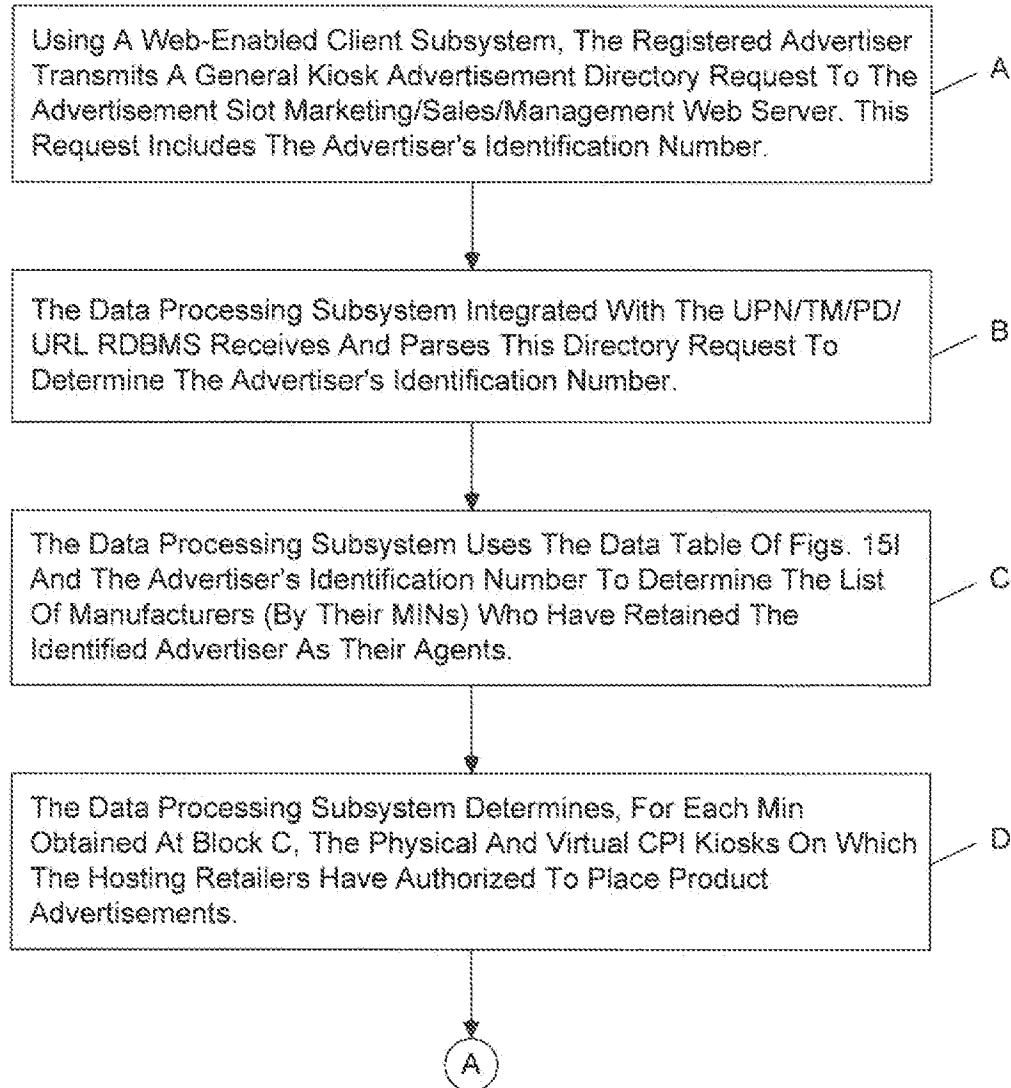 Using A Web-Enabled Client Subsystem, The Registered Advertiser
Transmits A General Kiosk Advertisement Directory Request To The
Advertisement Slot Marketing/Sales/Management Web Server. This
Request Includes The Advertiser's Identification Number.
A
The Data Processing Subsystem Integrated With The UPN/TM/PD/
URL RDBMS Receives And Parses This Directory Request To
Determine The Advertiser's Identification Number.
B
The Data Processing Subsystem Uses The Data Table Of Figs. 15I
And The Advertiser's Identification Number To Determine The List
Of Manufacturers (By Their MINs) Who Have Retained The
Identified Advertiser As Their Agents.
C
The Data Processing Subsystem Determines, For Each Min
Obtained At Block C, The Physical And Virtual CPI Kiosks On Which
The Hosting Retailers Have Authorized To Place Product
Advertisements.
D
A